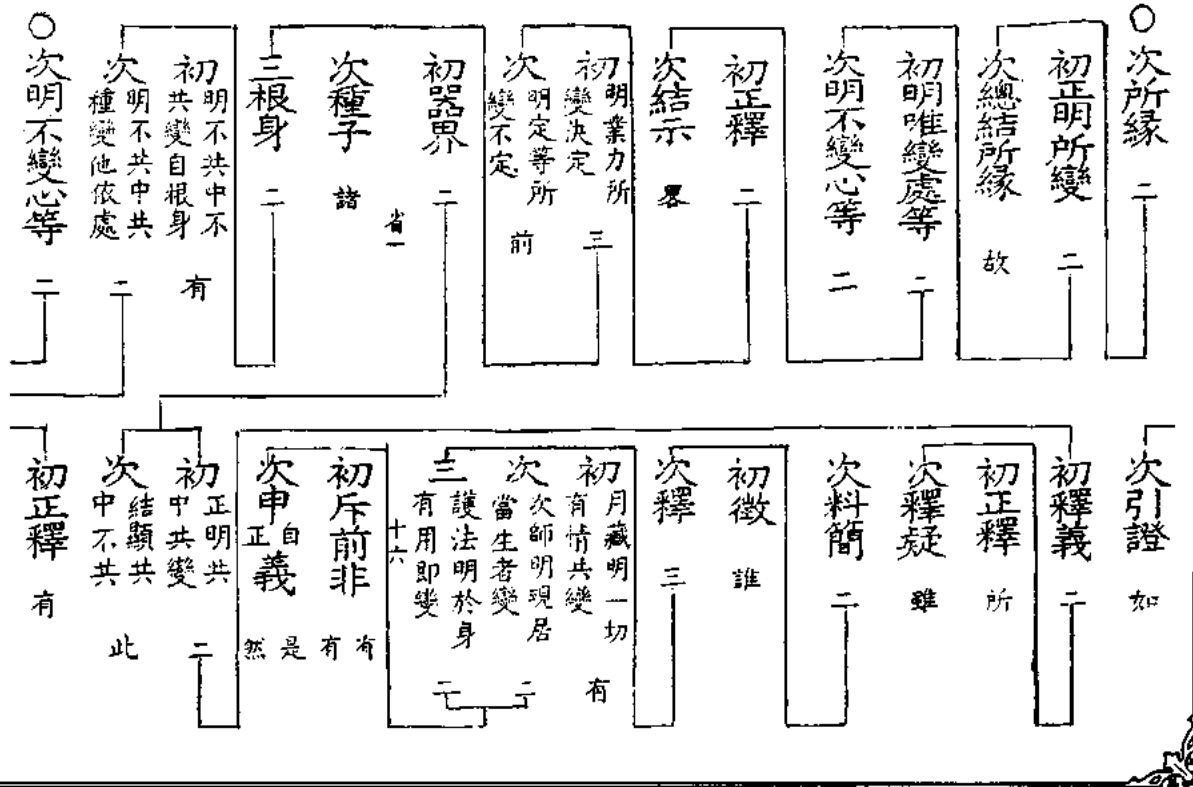 ○次所緣 二
初正明所變 二
次總結所緣 故
初明唯變處等 二
次明不變心等 二
初正釋 二
次結示 畧
初明業力所變決定 三
次明定等所變不定 前
初器界 二
省一
次種子 諸
三根身 二
初明不共中不共變自根身 有
次明不共中共種變他依處 二
○次明不變心等 二
次引證 如
初釋義 二
初正釋 所
次釋疑 雖
次料簡 二
初徵 誰
次釋 三
初月藏明一切有情共變 有
次次師明現居當生者變 二
三護法明於身有用即變 二
十六
初斥前非 有有
次申自正義 是然
初正明共中共變 二
次結顯共中不共 此
初正釋 有